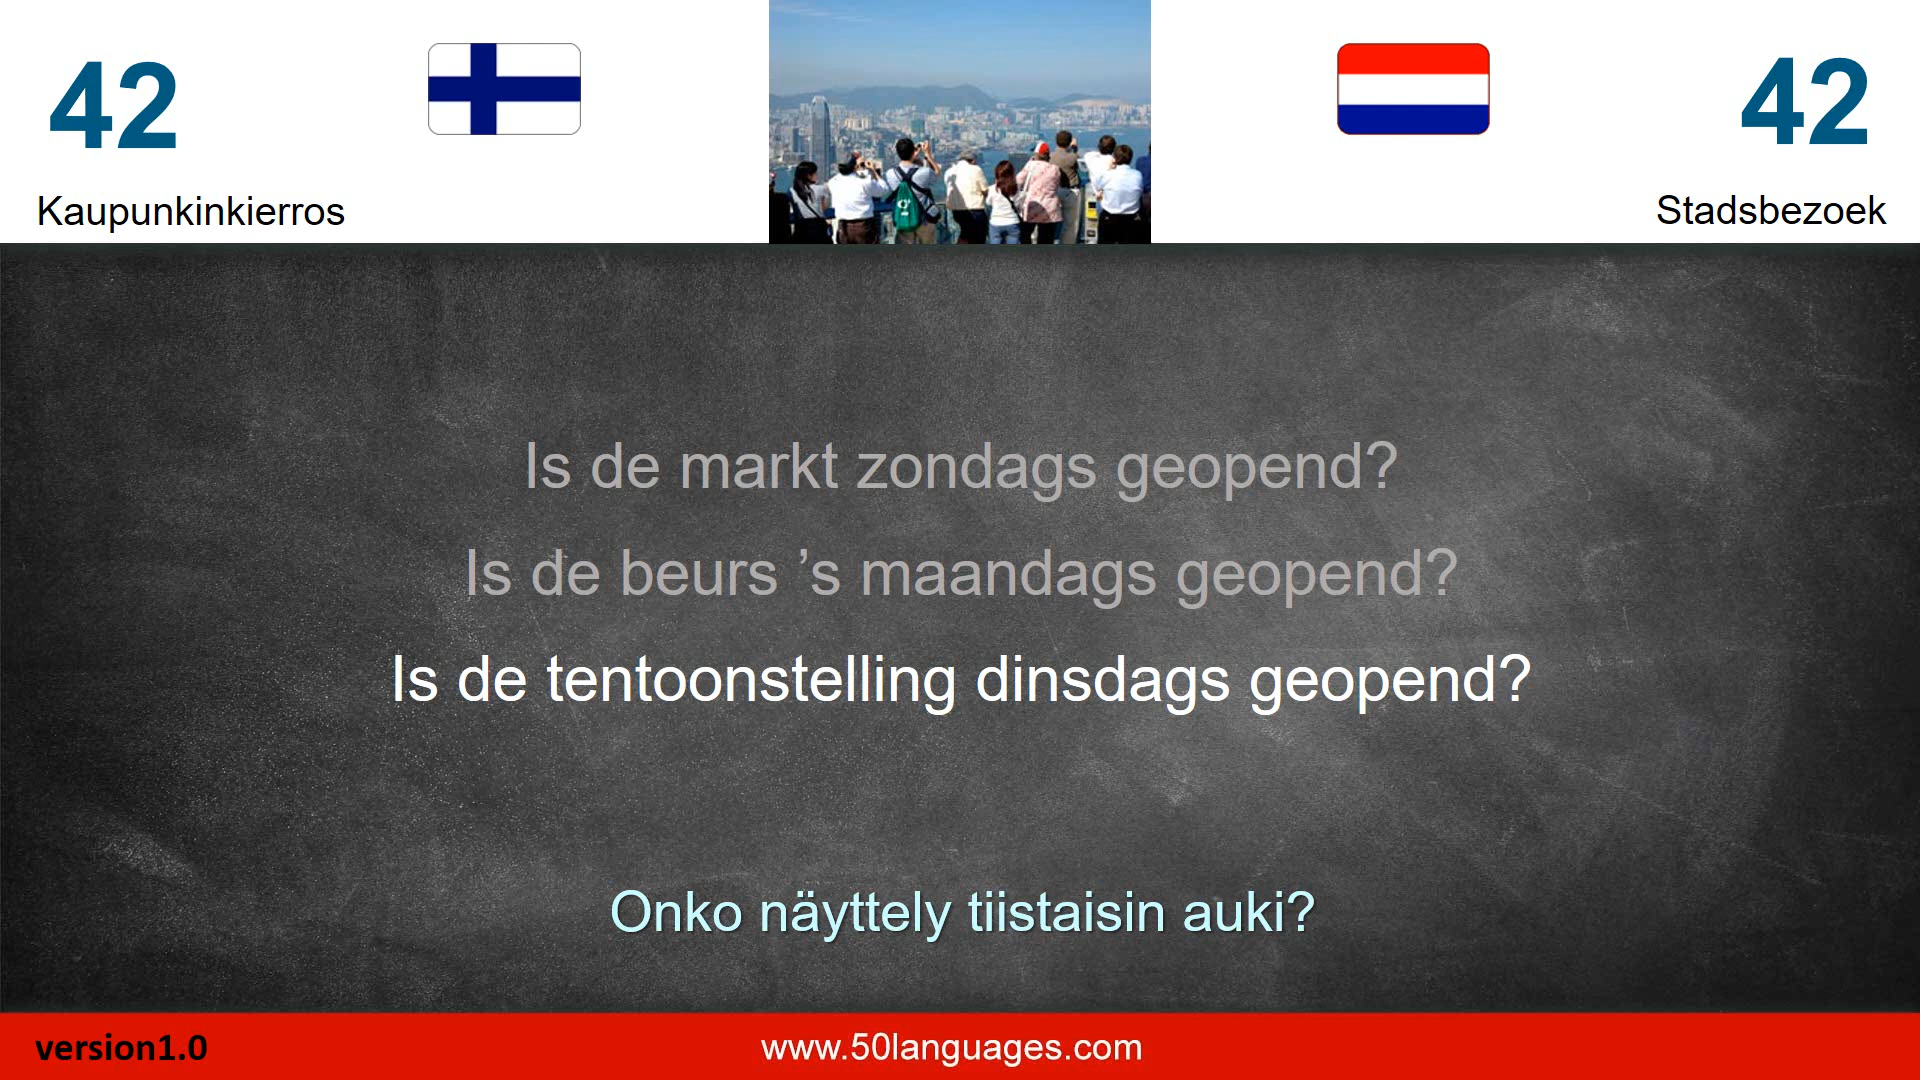 42
42
Kaupunkinkierros
Stadsbezoek
Is de markt zondags geopend?
Is de beurs ’s maandags geopend?
Is de tentoonstelling dinsdags geopend?
Onko näyttely tiistaisin auki?
version1.0
www.50languages.com